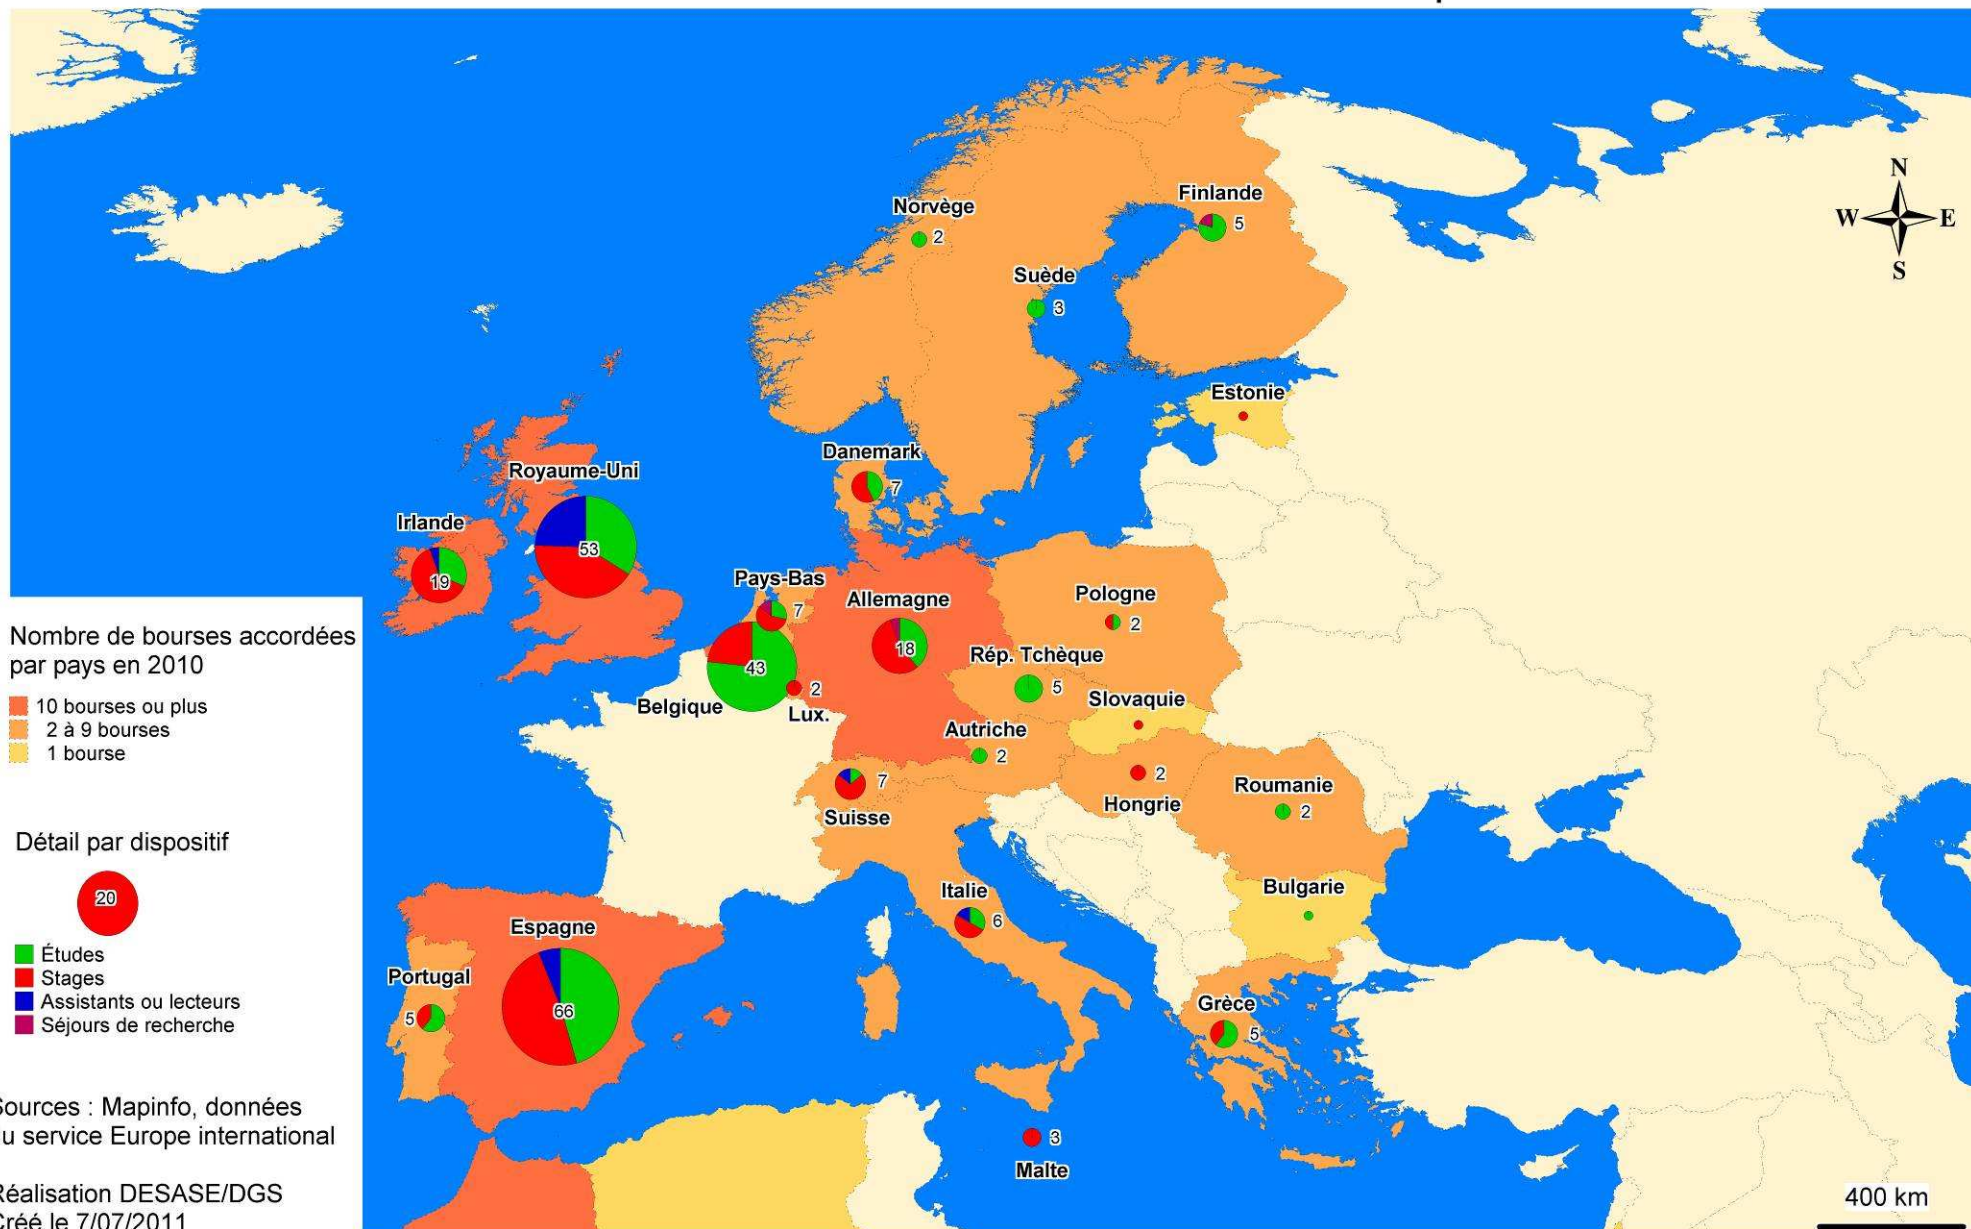 N
W E
S
Finlande
5
Norvège
2
Suède
3
Estonie
Danemark
7
Royaume-Uni
53
Irlande
19
Pays-Bas
7
Allemagne
18
Pologne
2
Rép. Tchèque
5
Belgique
43
2
Lux.
Slovaquie
Autriche
2
Suisse
7
Hongrie
2
Roumanie
2
Bulgarie
Italie
6
Espagne
66
Portugal
5
Grèce
5
Malte
3
Nombre de bourses accordées
par pays en 2010
10 bourses ou plus
2 à 9 bourses
1 bourse
Détail par dispositif
20
Études
Stages
Assistants ou lecteurs
Séjours de recherche
Sources : Mapinfo, données
u service Europe international
Réalisation DESASE/DGS
Créé le 7/07/2011
400 km